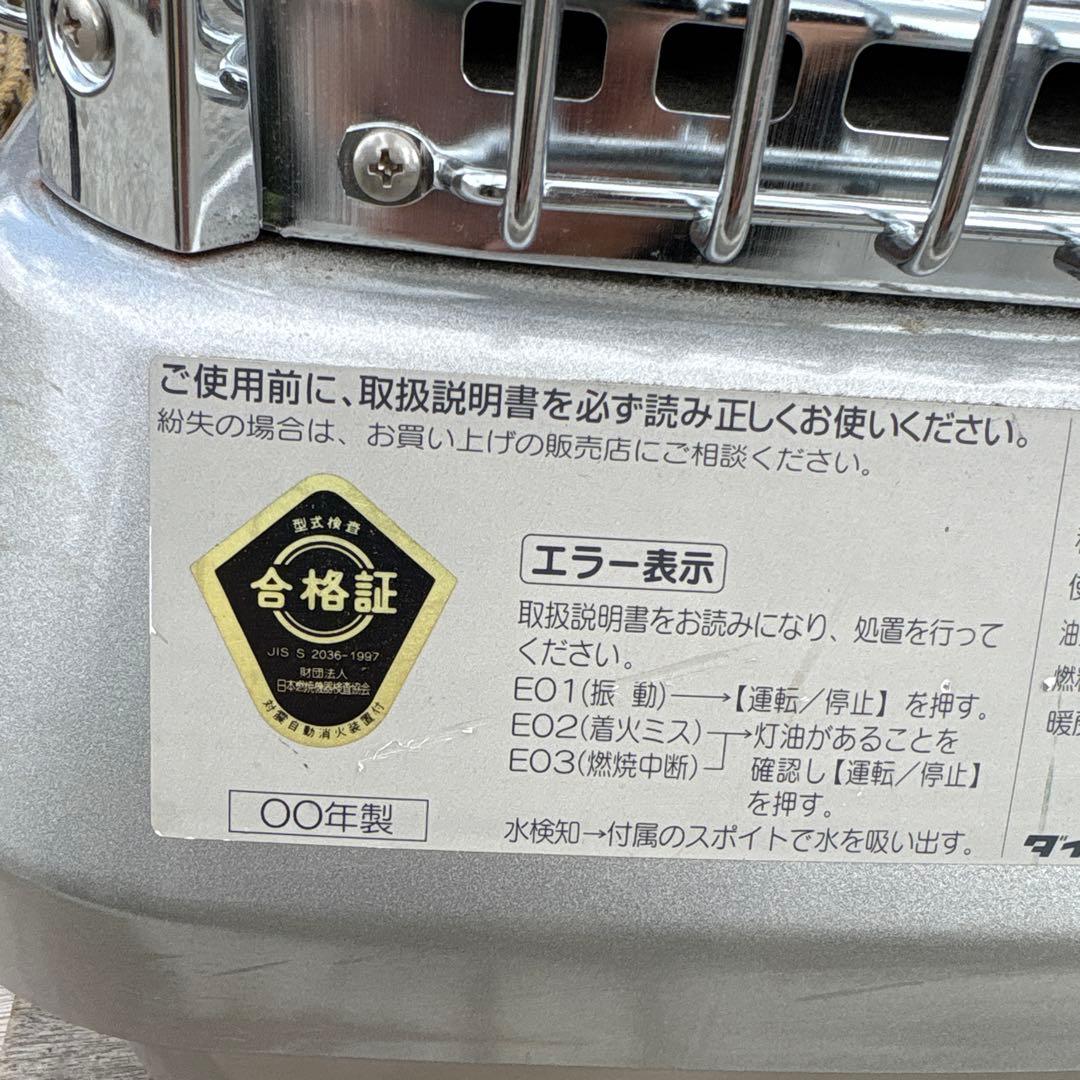 ご使用前に、取扱説明書を必ず読み正しくお使いください。
紛失の場合は、お買い上げの販売店にご相談ください。
型式検査
合格証
JIS S 2036-1997
財団法人
日本燃焼機器検査協会
対震自動消火装置付
〇〇年製
エラー表示
取扱説明書をお読みになり、処置を行って
ください。
E01(振 動)→【運転/停止】を押す。
E02(着火ミス)→灯油があることを
E03(燃焼中断) 確認し【運転/停止】
を押す。
水検知→付属のスポイトで水を吸い出す。
使
油
燃
暖
ダイ